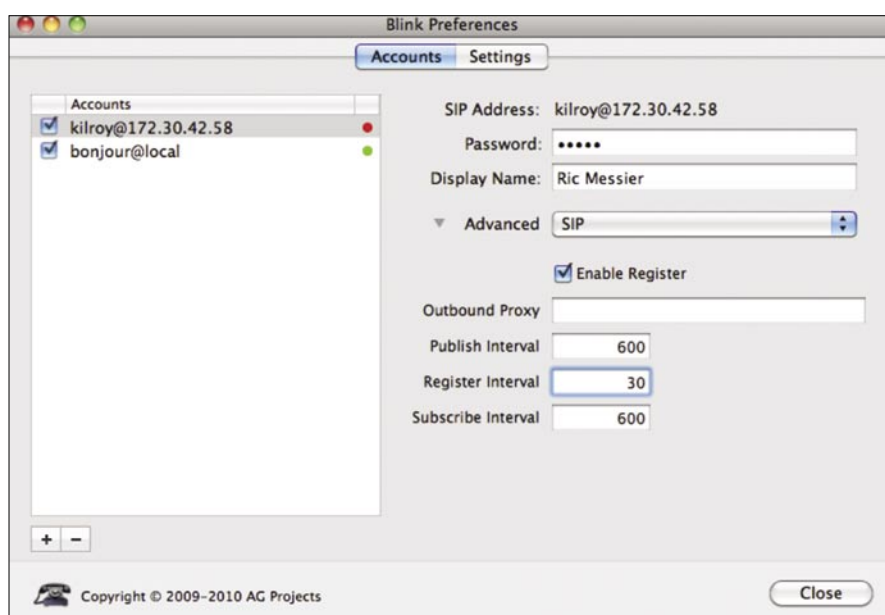 Blink Preferences
Accounts Settings
Accounts
kilroy@172.30.42.58
bonjour@local
SIP Address: kilroy@172.30.42.58
Password: •••••
Display Name: Ric Messier
Advanced SIP
Enable Register
Outbound Proxy
Publish Interval 600
Register Interval 30
Subscribe Interval 600
+ −
Copyright © 2009-2010 AG Projects
Close